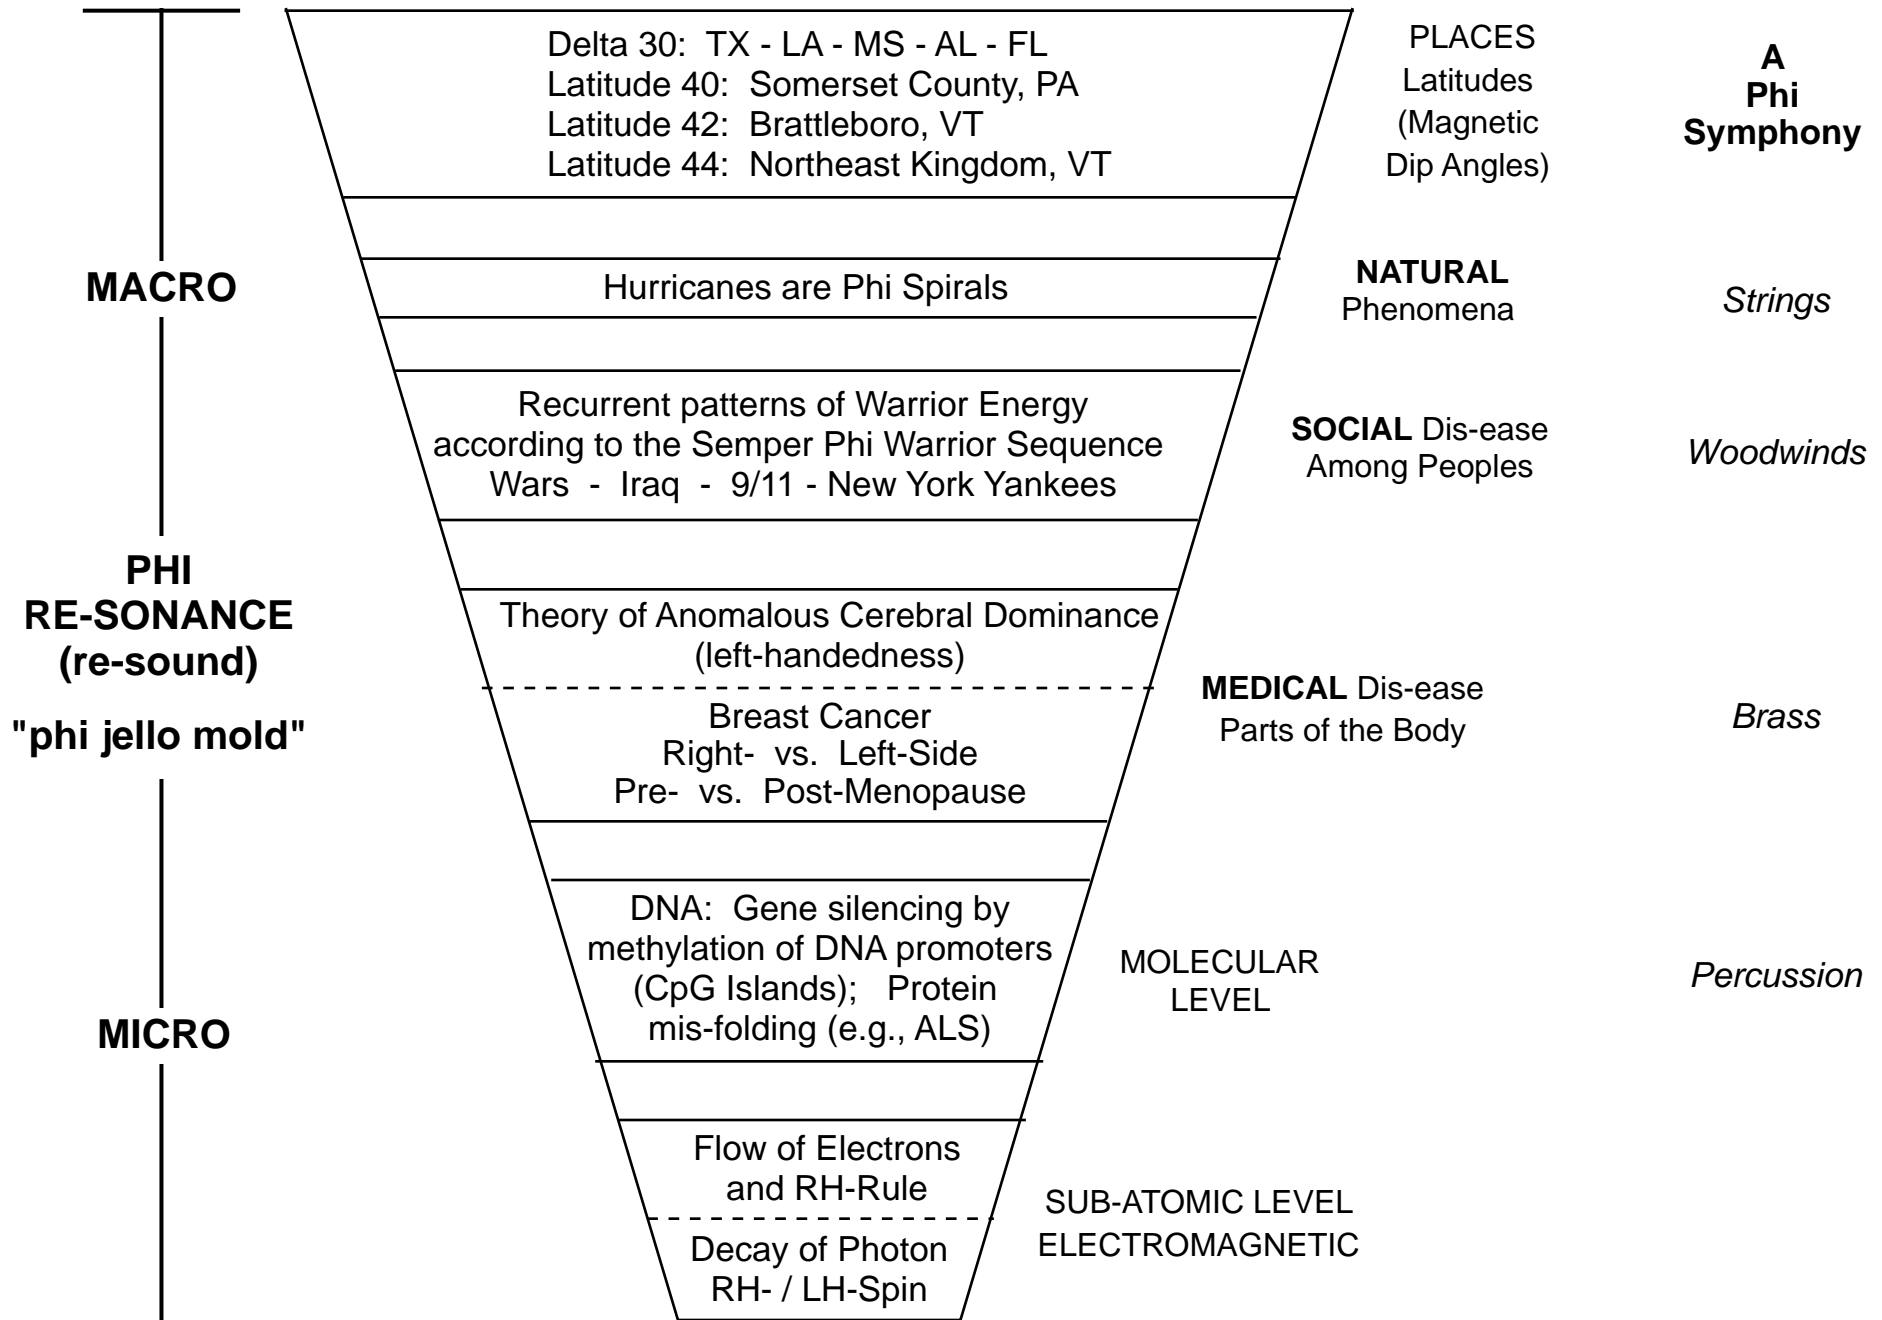 Delta 30: TX - LA - MS - AL - FL
Latitude 40: Somerset County, PA
Latitude 42: Brattleboro, VT
Latitude 44: Northeast Kingdom, VT
PLACES
Latitudes
(Magnetic
Dip Angles)
A
Phi
Symphony
MACRO
Hurricanes are Phi Spirals
NATURAL
Phenomena
Strings
Recurrent patterns of Warrior Energy
according to the Semper Phi Warrior Sequence
Wars - Iraq - 9/11 - New York Yankees
SOCIAL Dis-ease
Among Peoples
Woodwinds
PHI
RE-SONANCE
(re-sound)
"phi jello mold"
Theory of Anomalous Cerebral Dominance
(left-handedness)
Breast Cancer
Right- vs. Left-Side
Pre- vs. Post-Menopause
MEDICAL Dis-ease
Parts of the Body
Brass
DNA: Gene silencing by
methylation of DNA promoters
(CpG Islands); Protein
mis-folding (e.g., ALS)
MOLECULAR
LEVEL
Percussion
MICRO
Flow of Electrons
and RH-Rule
Decay of Photon
RH- / LH-Spin
SUB-ATOMIC LEVEL
ELECTROMAGNETIC